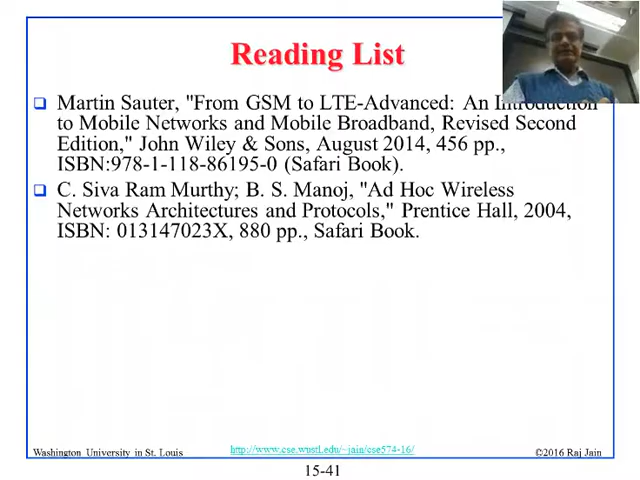 Reading List
Martin Sauter, "From GSM to LTE-Advanced: An Introduction
to Mobile Networks and Mobile Broadband, Revised Second
Edition," John Wiley & Sons, August 2014, 456 pp.,
ISBN:978-1-118-86195-0 (Safari Book).
C. Siva Ram Murthy; B. S. Manoj, "Ad Hoc Wireless
Networks Architectures and Protocols," Prentice Hall, 2004,
ISBN: 013147023X, 880 pp., Safari Book.
Washington University in St. Louis
http://www.cse.wustl.edu/~jain/cse574-16/
©2016 Raj Jain
15-41